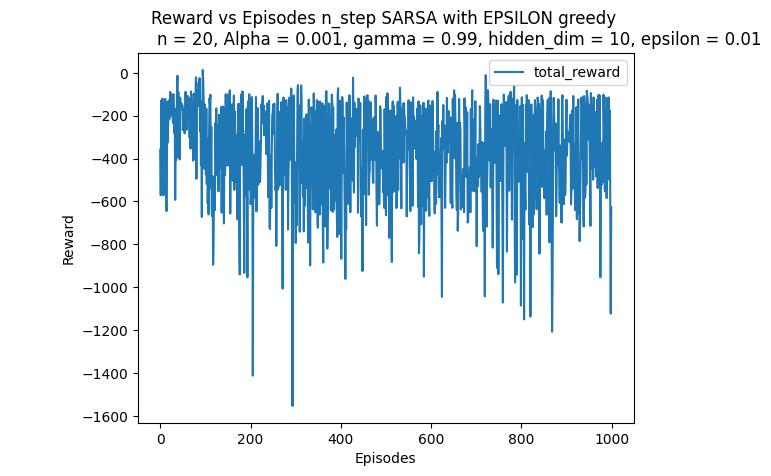 Reward vs Episodes n_step SARSA with EPSILON greedy
n = 20, Alpha = 0.001, gamma = 0.99, hidden_dim = 10, epsilon = 0.01
total_reward
0
−200
−400
−600
−800
−1000
−1200
−1400
−1600
Reward
0 200 400 600 800 1000
Episodes